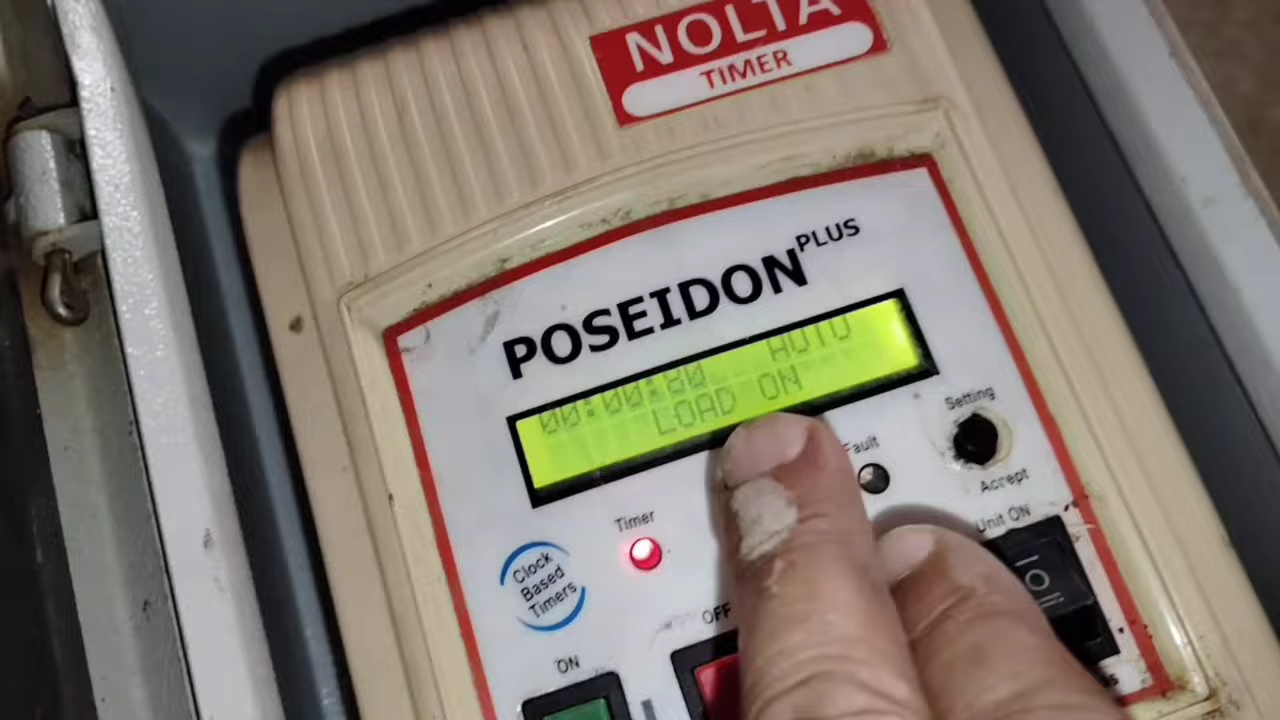 NOLTA
TIMER
POSEIDON PLUS
AUTO
00:00:80
LOAD ON
Setting
Fault
Accept
Timer
Unit ON
Clock
Based
Timers
OFF
ON